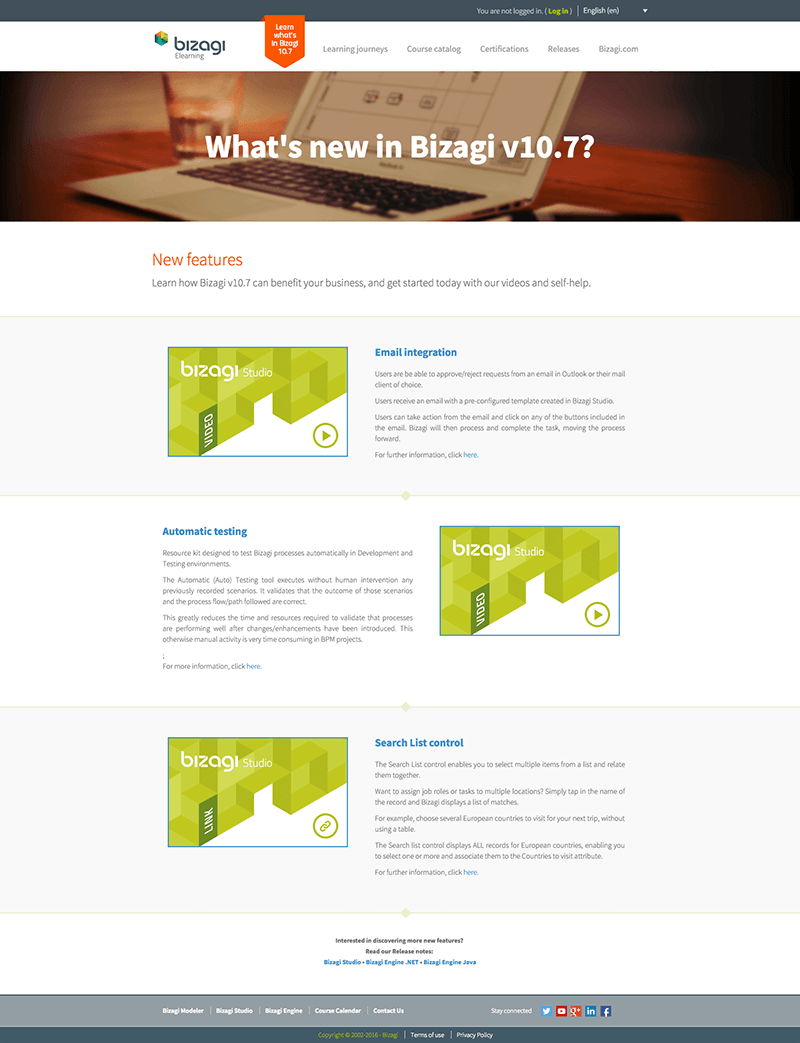 You are not logged in. ( Log in )
English (en)
Learn
what's
in Bizagi
10.7
bizagi
Elearning
Learning journeys
Course catalog
Certifications
Releases
Bizagi.com
What's new in Bizagi v10.7?
New features
Learn how Bizagi v10.7 can benefit your business, and get started today with our videos and self-help.
bizagi Studio
VIDEO
Email integration
Users are be able to approve/reject requests from an email in Outlook or their mail
client of choice.
Users receive an email with a pre-configured template created in Bizagi Studio.
Users can take action from the email and click on any of the buttons included in
the email. Bizagi will then process and complete the task, moving the process
forward.
For further information, click here.
Automatic testing
Resource kit designed to test Bizagi processes automatically in Development and
Testing environments.
The Automatic (Auto) Testing tool executes without human intervention any
previously recorded scenarios. It validates that the outcome of those scenarios
and the process flow/path followed are correct.
This greatly reduces the time and resources required to validate that processes
are performing well after changes/enhancements have been introduced. This
otherwise manual activity is very time consuming in BPM projects.
;
For more information, click here.
bizagi Studio
VIDEO
bizagi Studio
LINK
Search List control
The Search List control enables you to select multiple items from a list and relate
them together.
Want to assign job roles or tasks to multiple locations? Simply tap in the name of
the record and Bizagi displays a list of matches.
For example, choose several European countries to visit for your next trip, without
using a table.
The Search list control displays ALL records for European countries, enabling you
to select one or more and associate them to the Countries to visit attribute.
For further information, click here.
Interested in discovering more new features?
Read our Release notes:
Bizagi Studio • Bizagi Engine .NET • Bizagi Engine Java
Bizagi Modeler
Bizagi Studio
Bizagi Engine
Course Calendar
Contact Us
Stay connected
Copyright © 2002-2016 - Bizagi
Terms of use
Privacy Policy